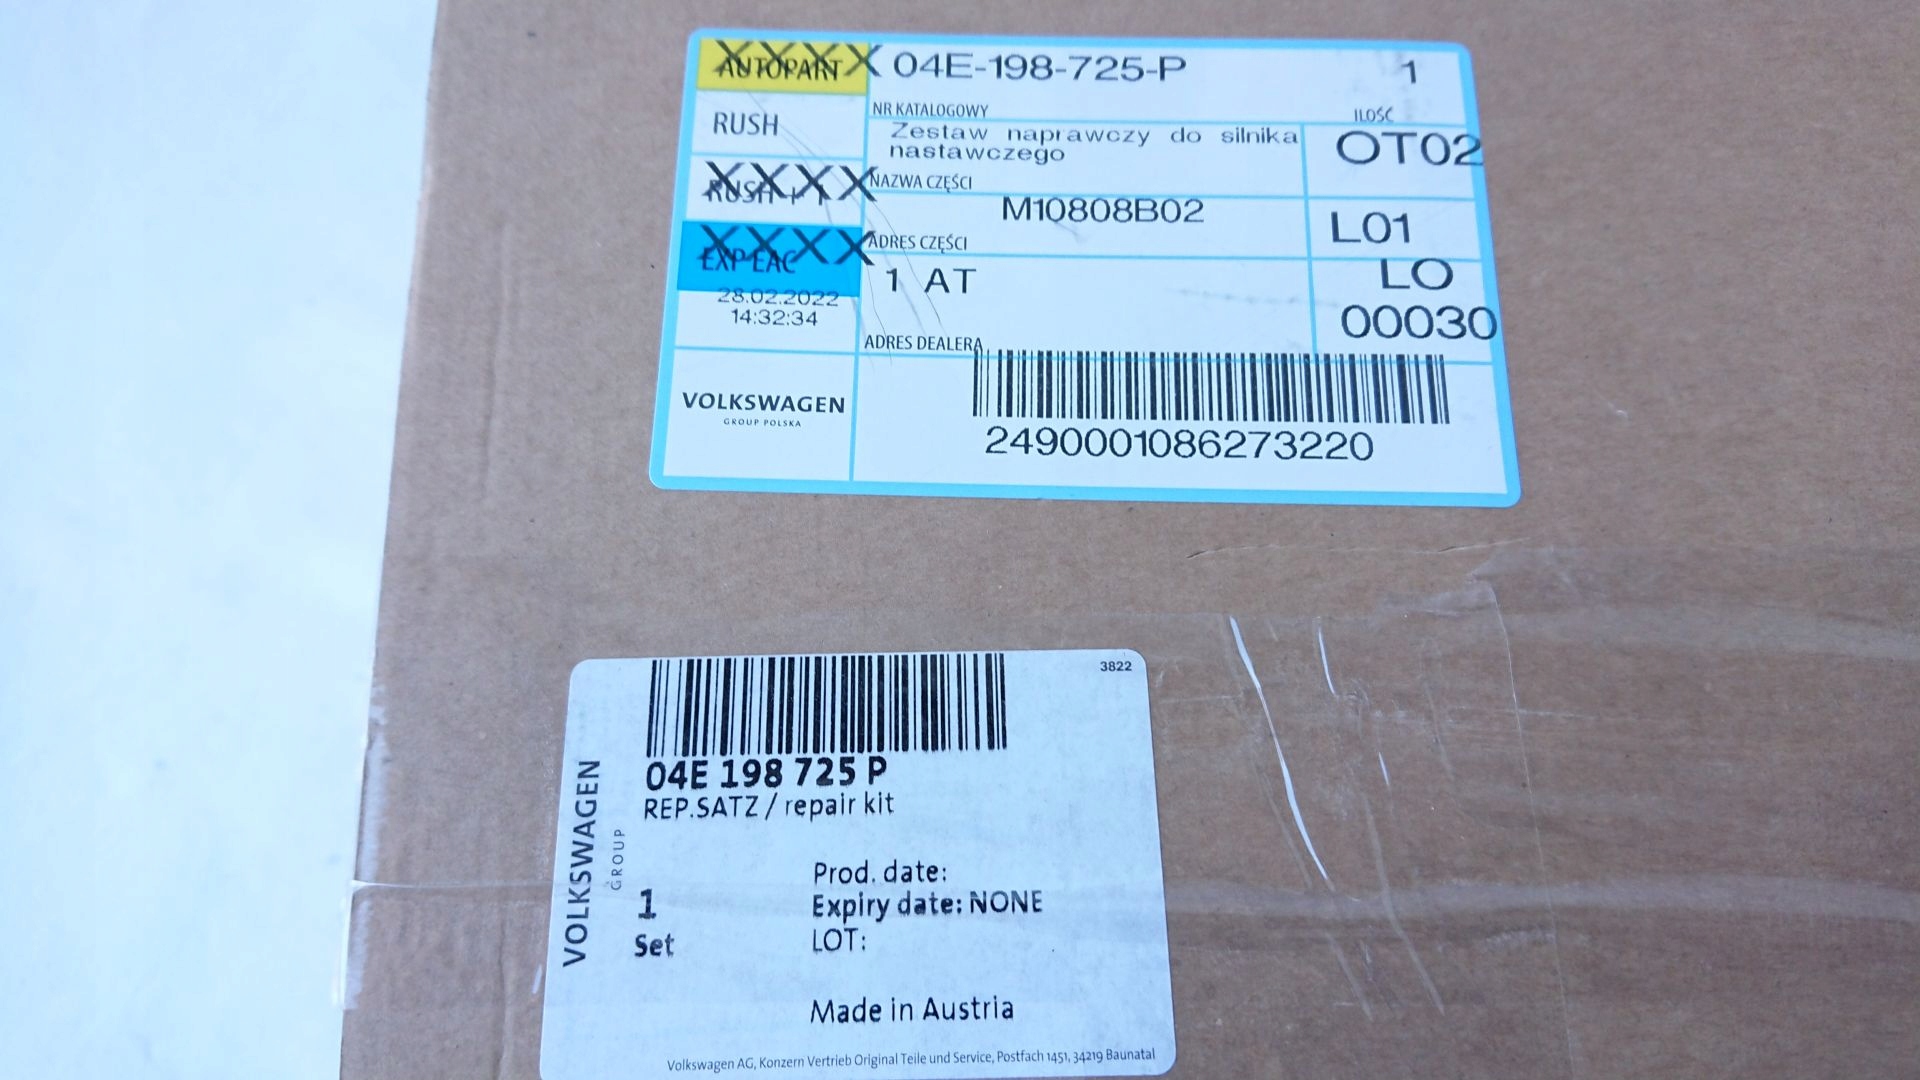 XXXX 04E-198-725-P 1
AUTOPART
NR KATALOGOWY ILOŚĆ
RUSH
Zestaw naprawczy do silnika
nastawczego
OT02
XXXX
RUSH + 1
NAZWA CZĘŚCI
M10808B02
L01
XXXX
EXP-EAC
ADRES CZĘŚCI
1 AT
LO
00030
28.02.2022
14:32:34
ADRES DEALERA
VOLKSWAGEN
GROUP POLSKA
2490001086273220
3822
04E 198 725 P
REP.SATZ / repair kit
VOLKSWAGEN
GROUP
Prod. date:
1
Expiry date: NONE
Set
LOT:
Made in Austria
Volkswagen AG, Konzern Vertrieb Original Teile und Service, Postfach 1451, 34219 Baunatal